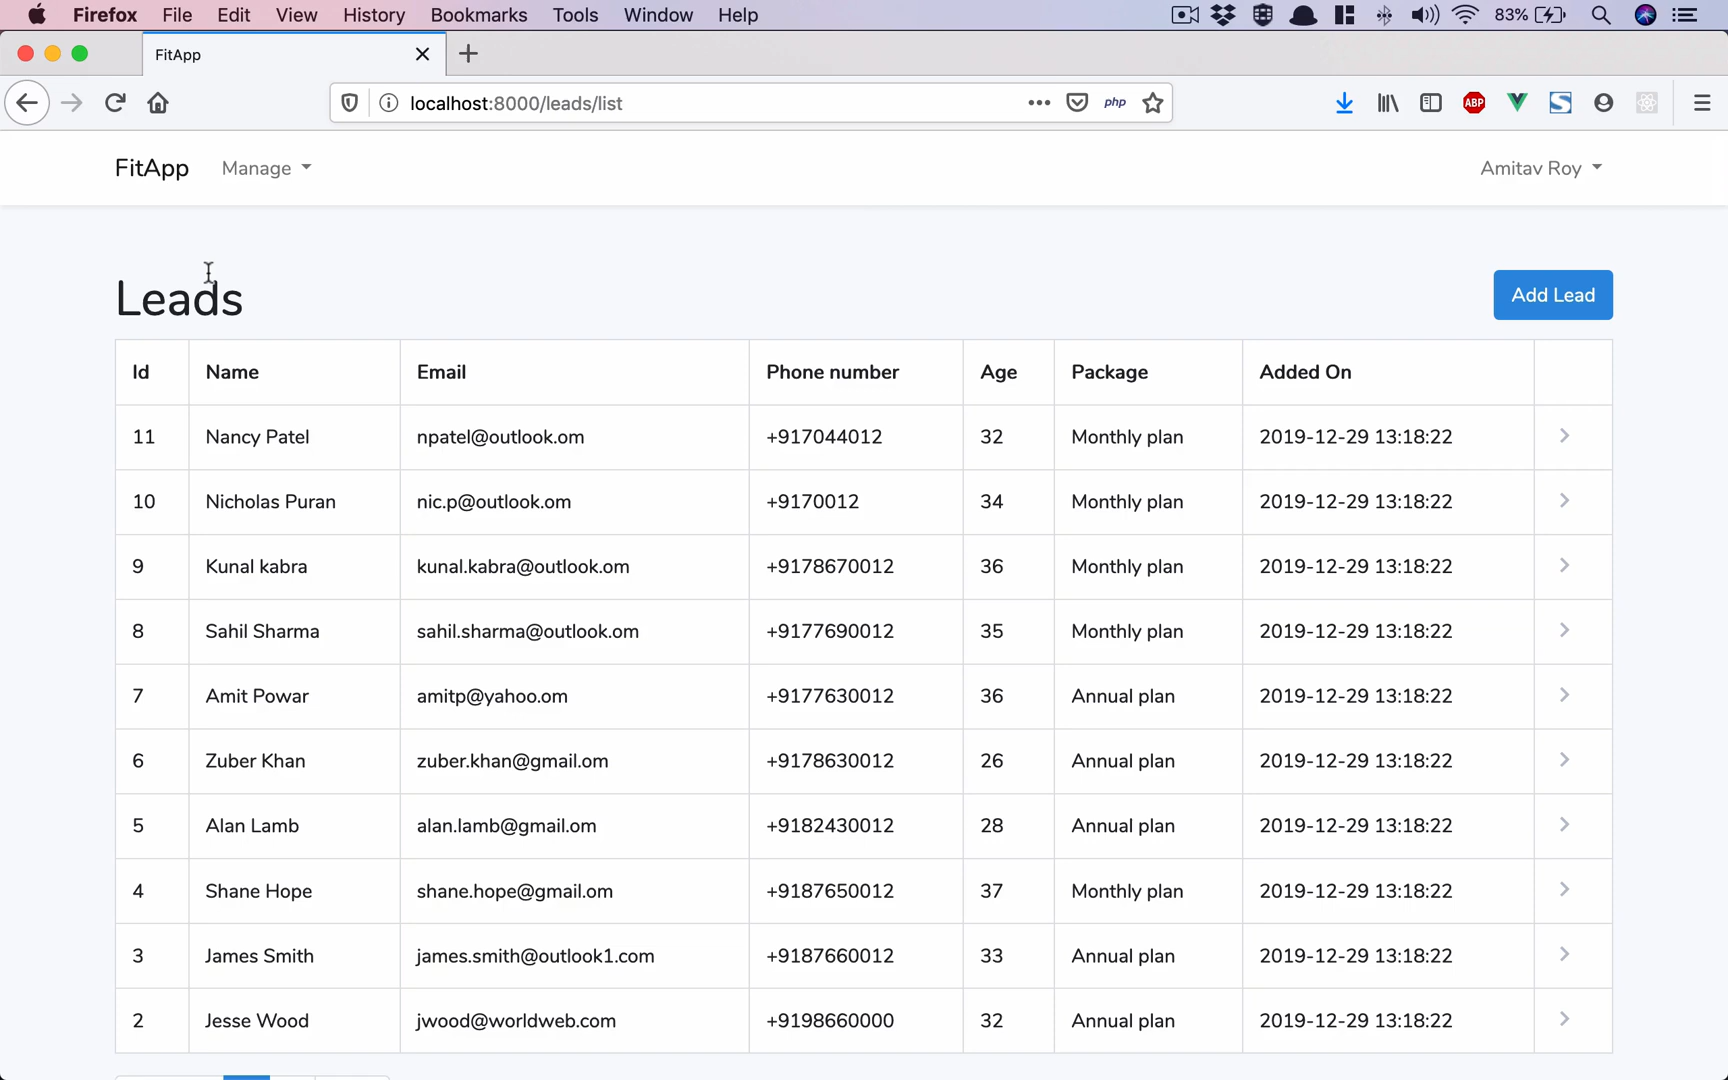 Firefox File Edit View History Bookmarks Tools Window Help 83%
FitApp
localhost:8000/leads/list php ABP
FitApp Manage Amitav Roy
Leads Add Lead
Id Name Email Phone number Age Package Added On
11 Nancy Patel npatel@outlook.om +917044012 32 Monthly plan 2019-12-29 13:18:22
10 Nicholas Puran nic.p@outlook.om +9170012 34 Monthly plan 2019-12-29 13:18:22
9 Kunal kabra kunal.kabra@outlook.om +9178670012 36 Monthly plan 2019-12-29 13:18:22
8 Sahil Sharma sahil.sharma@outlook.om +9177690012 35 Monthly plan 2019-12-29 13:18:22
7 Amit Powar amitp@yahoo.om +9177630012 36 Annual plan 2019-12-29 13:18:22
6 Zuber Khan zuber.khan@gmail.om +9178630012 26 Annual plan 2019-12-29 13:18:22
5 Alan Lamb alan.lamb@gmail.om +9182430012 28 Annual plan 2019-12-29 13:18:22
4 Shane Hope shane.hope@gmail.om +9187650012 37 Monthly plan 2019-12-29 13:18:22
3 James Smith james.smith@outlook1.com +9187660012 33 Annual plan 2019-12-29 13:18:22
2 Jesse Wood jwood@worldweb.com +9198660000 32 Annual plan 2019-12-29 13:18:22